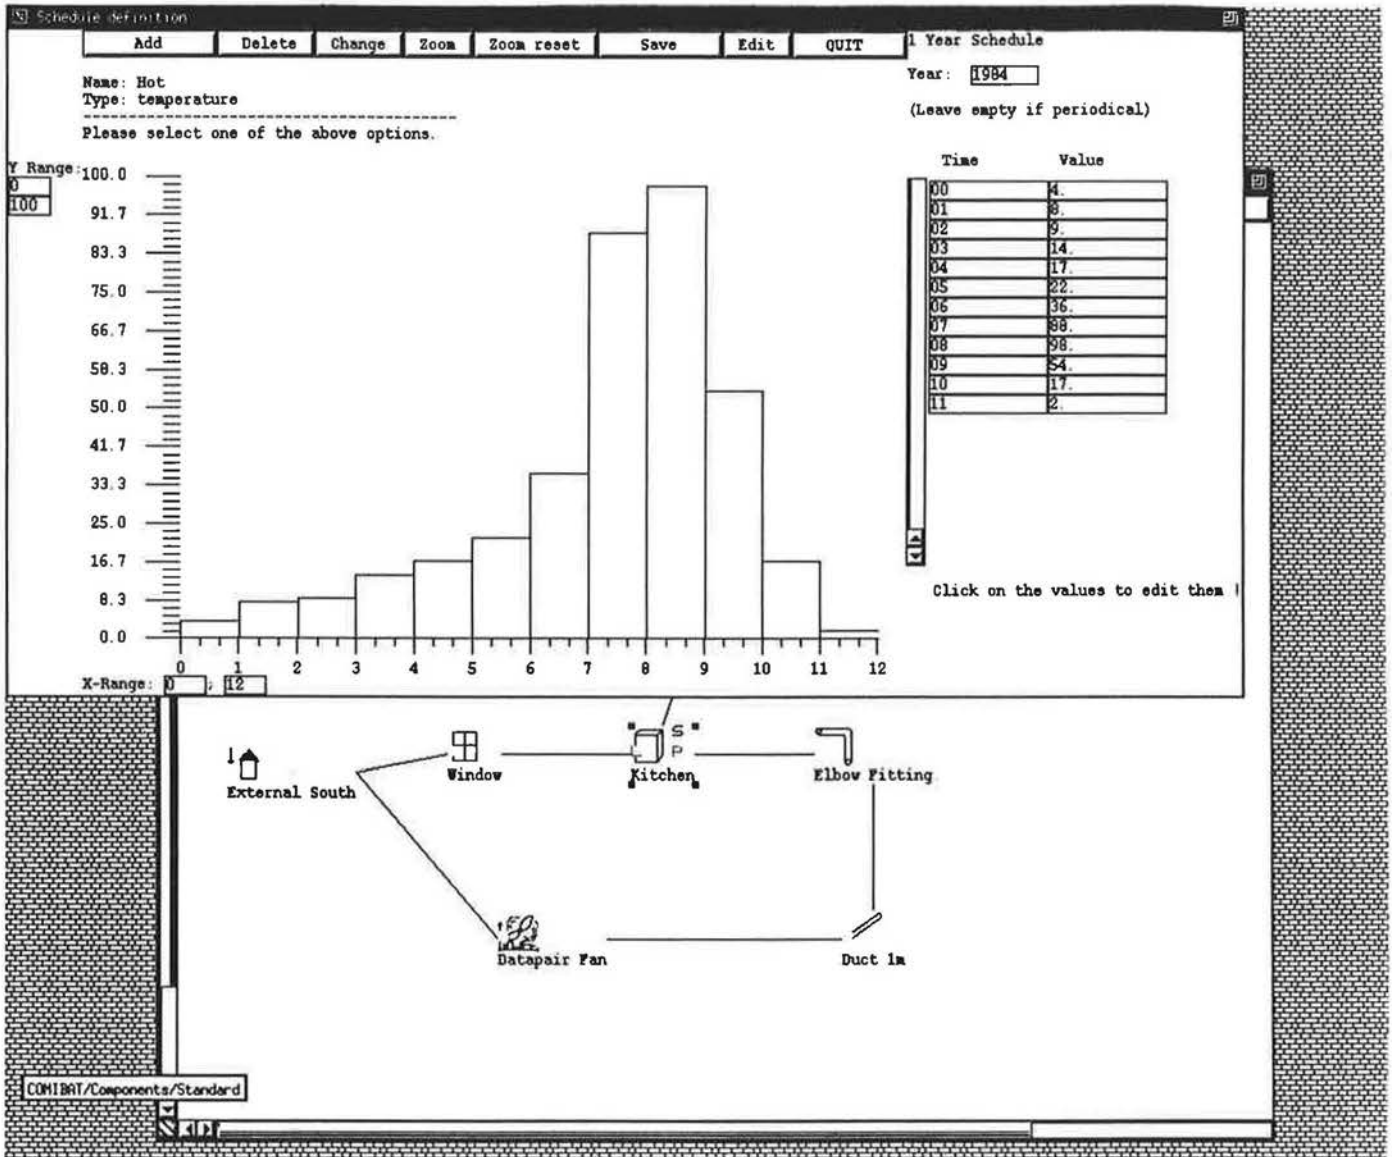 Schedule definition
Add Delete Change Zoom Zoom reset Save Edit QUIT
1 Year Schedule
Year: 1984
(Leave empty if periodical)
Name: Hot
Type: temperature
Please select one of the above options.
Time Value
00 4.
01 8.
02 9.
03 14.
04 17.
05 22.
06 36.
07 88.
08 98.
09 54.
10 17.
11 2.
Click on the values to edit them !
Y Range:
0
100
100.0
91.7
83.3
75.0
66.7
58.3
50.0
41.7
33.3
25.0
16.7
8.3
0.0
0 1 2 3 4 5 6 7 8 9 10 11 12
X-Range: 0 ; 12
S
P
External South
Window
Kitchen
Elbow Fitting
Datapair Fan
Duct 1m
COMIBAT/Components/Standard